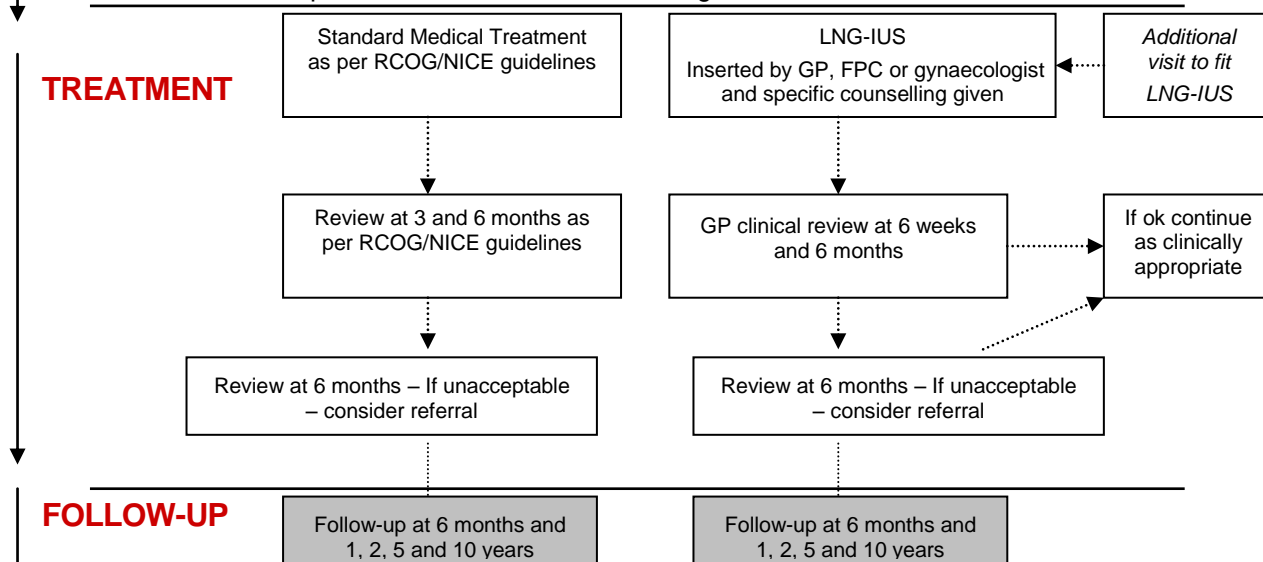 TREATMENT
Standard Medical Treatment
as per RCOG/NICE guidelines
LNG-IUS
Inserted by GP, FPC or gynaecologist
and specific counselling given
Additional
visit to fit
LNG-IUS
Review at 3 and 6 months as
per RCOG/NICE guidelines
GP clinical review at 6 weeks
and 6 months
If ok continue
as clinically
appropriate
Review at 6 months – If unacceptable
– consider referral
Review at 6 months – If unacceptable
– consider referral
FOLLOW-UP
Follow-up at 6 months and
1, 2, 5 and 10 years
Follow-up at 6 months and
1, 2, 5 and 10 years